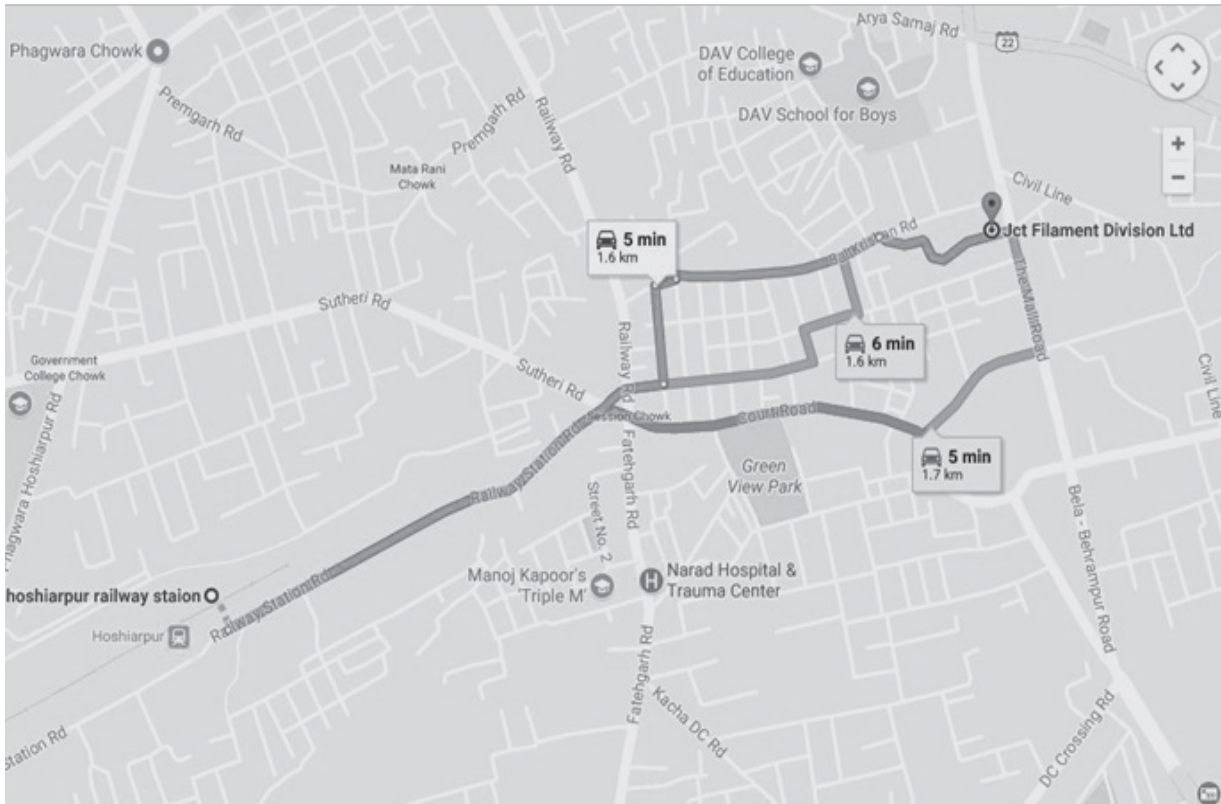 Arya Samaj Rd
22
Phagwara Chowk
DAV College
of Education
DAV School for Boys
Premgarh Rd
Premgarh Rd
Railway Rd
Mata Rani
Chowk
Civil Line
+
−
5 min
1.6 km
Jct Filament Division Ltd
The Mall Road
Sutheri Rd
Railway Rd
6 min
1.6 km
Government
College Chowk
Sutheri Rd
Civil Line
Session Chowk
Court Road
Phagwara Hoshiarpur Rd
Railway Station Rd
Fatehgarh Rd
5 min
1.7 km
Green
View Park
Street No. 2
Bela - Behrampur Road
Manoj Kapoor's
'Triple M'
H
Narad Hospital &
Trauma Center
hoshiarpur railway staion
Railway Station Rd
Hoshiarpur
Fatehgarh Rd
Kacha DC Rd
DC Crossing Rd
Station Rd